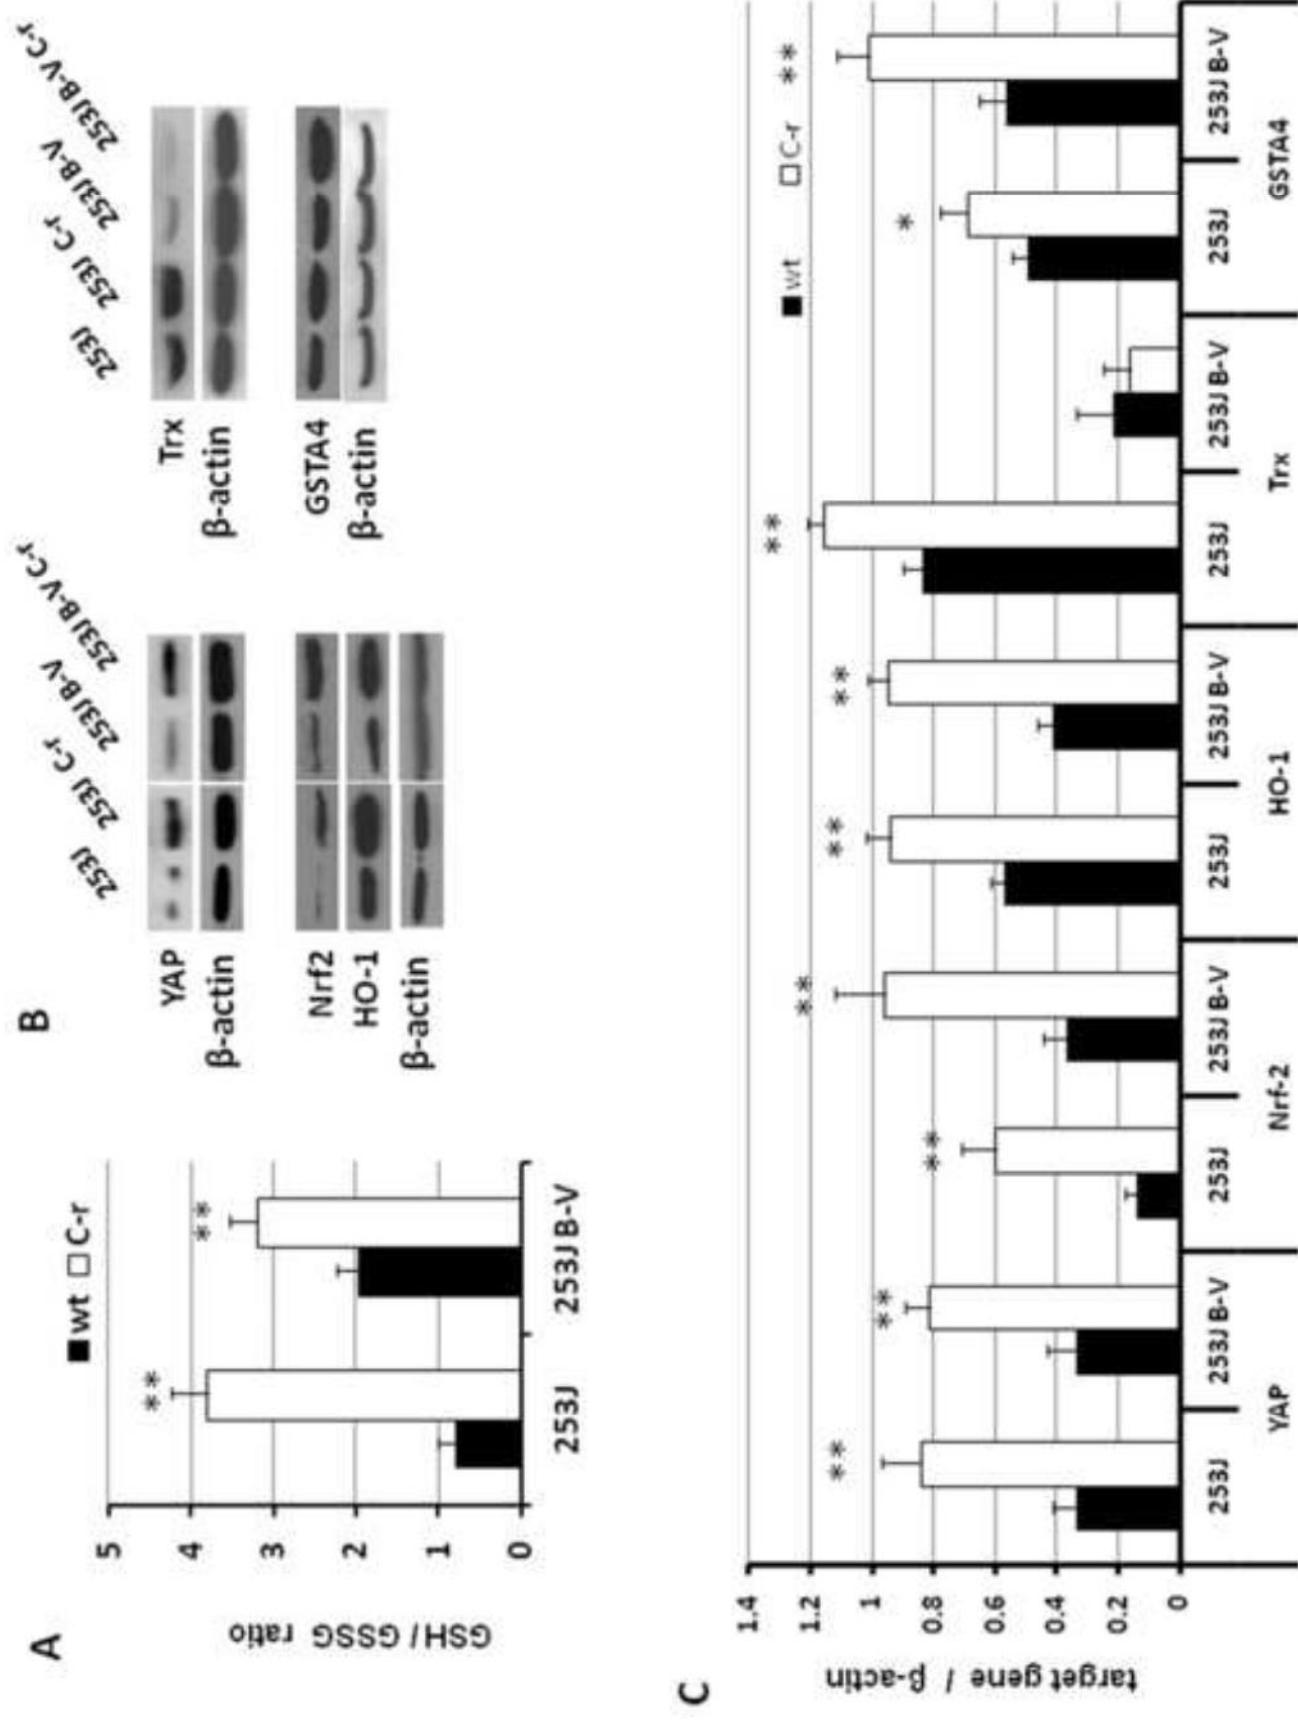 A
wt C-r
GSH / GSSG ratio
5
4
3
2
1
0
** **
253J 253J B-V
B
253J 253J C-r 253J B-V 253J B-V C-r
YAP
β-actin
Nrf2
HO-1
β-actin
253J 253J C-r 253J B-V 253J B-V C-r
Trx
β-actin
GSTA4
β-actin
C
wt C-r
target gene / β-actin
1.4
1.2
1
0.8
0.6
0.4
0.2
0
** ** ** ** ** ** ** * **
253J 253J B-V 253J 253J B-V 253J 253J B-V 253J 253J B-V 253J 253J B-V
YAP Nrf-2 HO-1 Trx GSTA4